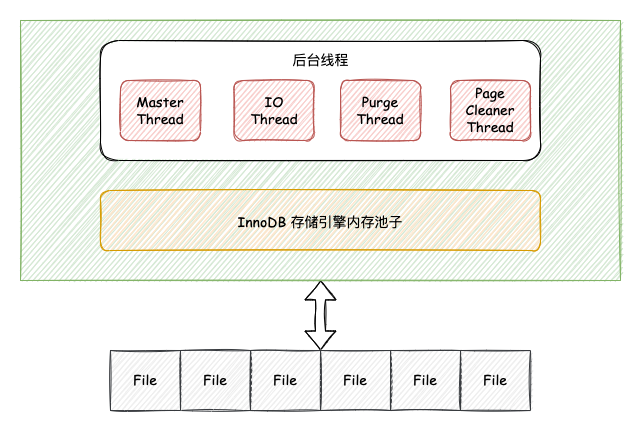 后台线程
Master
Thread
IO
Thread
Purge
Thread
Page
Cleaner
Thread
InnoDB 存储引擎内存池子
File
File
File
File
File
File